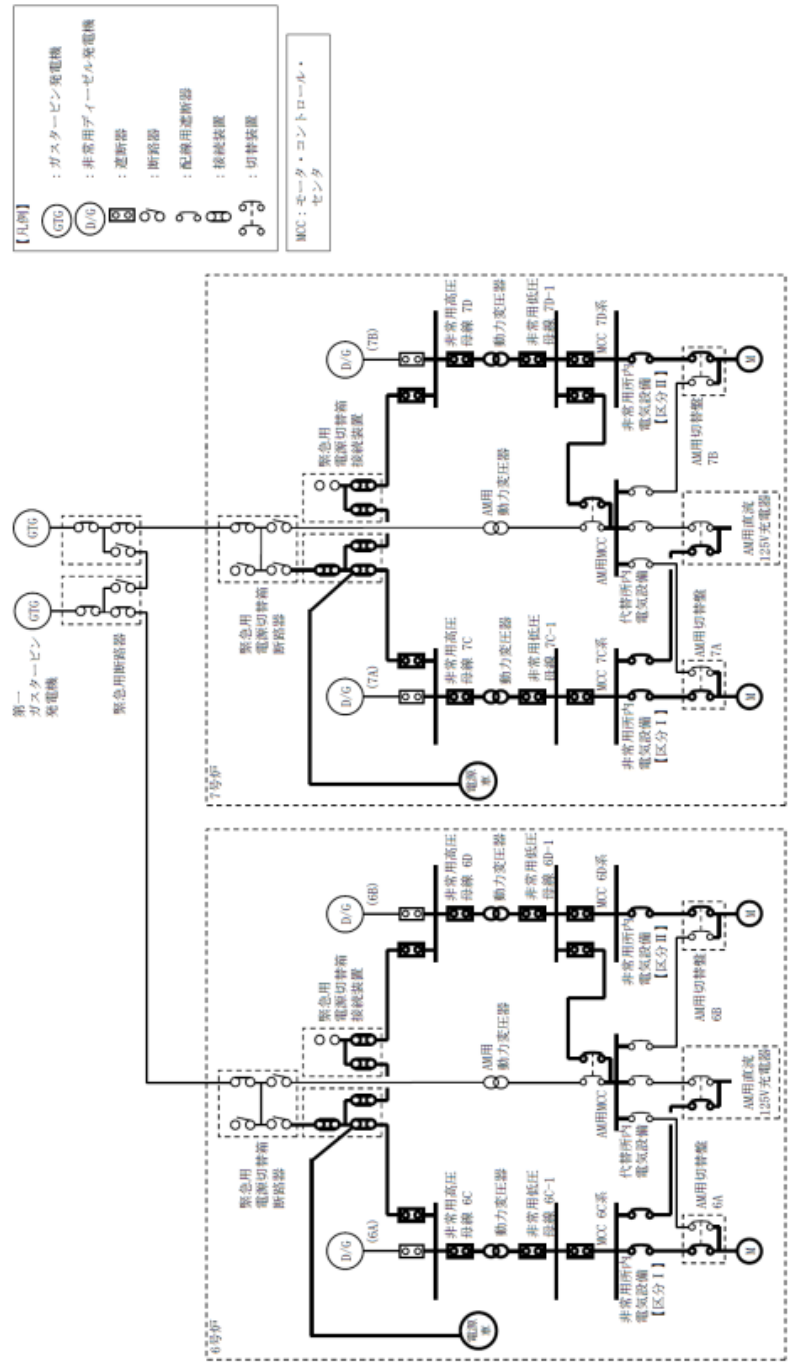 【凡例】
GTG
：ガスタービン発電機
D/G
：非常用ディーゼル発電機
：遮断器
：断路器
：配線用遮断器
：接続装置
：切替装置
MCC：モータ・コントロール・
センタ
第一
ガスタービン
発電機
GTG
GTG
緊急用断路器
6号炉
緊急用
電源切替箱
断路器
緊急用
電源切替箱
接続装置
D/G
(6A)
D/G
(6B)
電源
車
非常用高圧
母線 6C
動力変圧器
非常用低圧
母線 6C-1
MCC 6C系
非常用所内
電気設備
【区分Ⅰ】
AM用
動力変圧器
AM用MCC
代替所内
電気設備
AM用切替盤
6A
M
AM用直流
125V充電器
非常用高圧
母線 6D
動力変圧器
非常用低圧
母線 6D-1
MCC 6D系
非常用所内
電気設備
【区分Ⅱ】
AM用切替盤
6B
M
7号炉
緊急用
電源切替箱
断路器
緊急用
電源切替箱
接続装置
D/G
(7A)
D/G
(7B)
電源
車
非常用高圧
母線 7C
動力変圧器
非常用低圧
母線 7C-1
MCC 7C系
非常用所内
電気設備
【区分Ⅰ】
AM用
動力変圧器
AM用MCC
代替所内
電気設備
AM用切替盤
7A
M
AM用直流
125V充電器
非常用高圧
母線 7D
動力変圧器
非常用低圧
母線 7D-1
MCC 7D系
非常用所内
電気設備
【区分Ⅱ】
AM用切替盤
7B
M